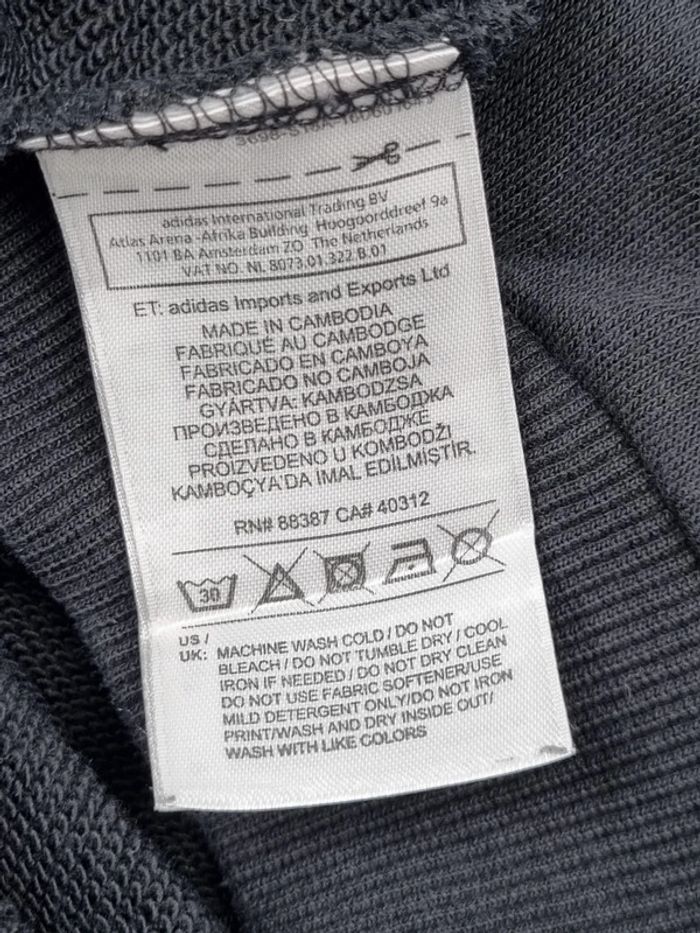 adidas International Trading BV
Atlas Arena -Afrika Building Huogoorddreef 9a
1101 BA Amsterdam ZO The Netherlands
VAT NO. NL 8073.01.322 B.01
ET: adidas Imports and Exports Ltd
MADE IN CAMBODIA
FABRIQUÉ AU CAMBODGE
FABRICADO EN CAMBOYA
FABRICADO NO CAMBOJA
GYÁRTVA: KAMBODZSA
ПРОИЗВЕДЕНО В КАМБОДЖА
СДЕЛАНО В КАМБОДЖЕ
PROIZVEDENO U KOMBODŽI
KAMBOÇYA'DA IMAL EDİLMİŞTİR.
RN# 88387 CA# 40312
30
US /
UK: MACHINE WASH COLD / DO NOT
BLEACH / DO NOT TUMBLE DRY / COOL
IRON IF NEEDED / DO NOT DRY CLEAN
DO NOT USE FABRIC SOFTENER/USE
MILD DETERGENT ONLY/DO NOT IRON
PRINT/WASH AND DRY INSIDE OUT/
WASH WITH LIKE COLORS